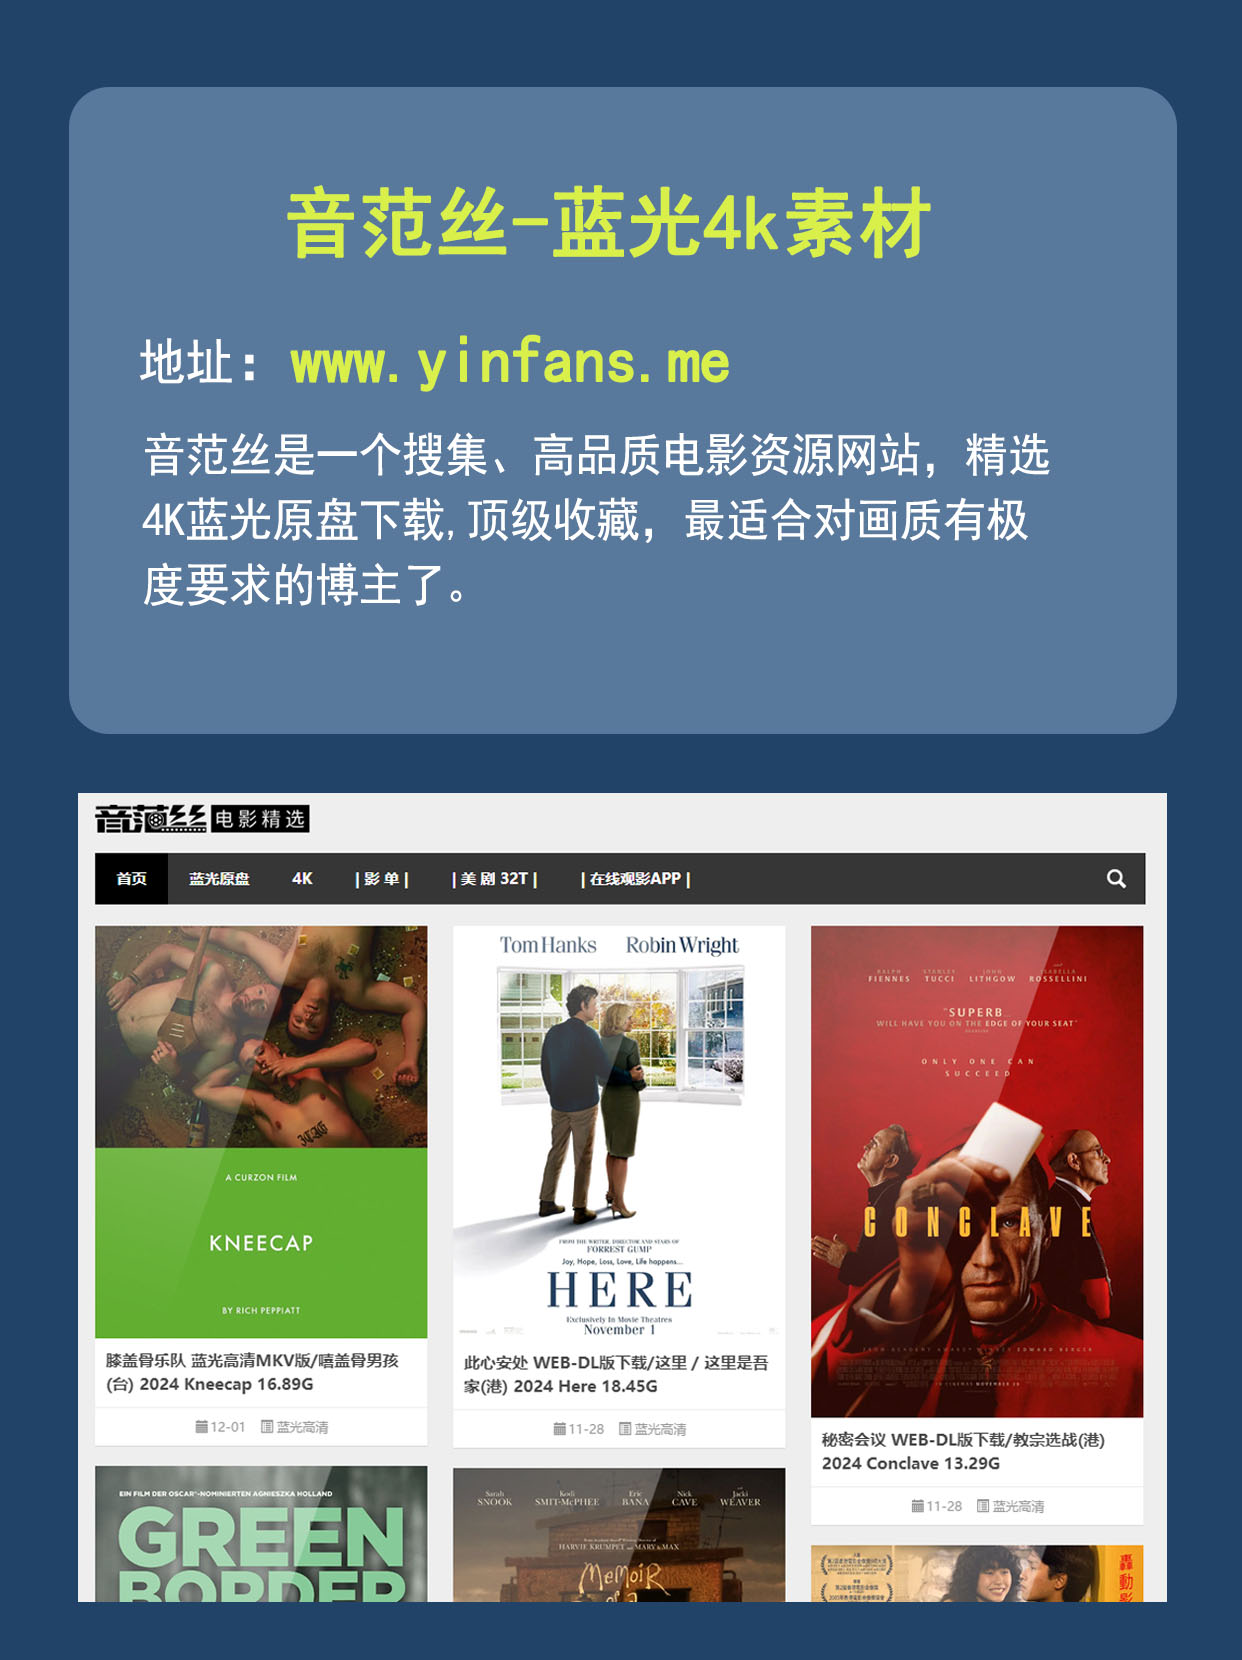 音范丝-蓝光4k素材
地址：www.yinfans.me
音范丝是一个搜集、高品质电影资源网站，精选
4K蓝光原盘下载,顶级收藏，最适合对画质有极
度要求的博主了。
音范丝 电影精选
首页 蓝光原盘 4K | 影 单 | | 美 剧 32T | | 在线观影APP |
A CURZON FILM
KNEECAP
BY RICH PEPPIATT
膝盖骨乐队 蓝光高清MKV版/嘻盖骨男孩
(台) 2024 Kneecap 16.89G
12-01 蓝光高清
Tom Hanks Robin Wright
FROM THE WRITER, DIRECTOR AND STARS OF
FORREST GUMP
Joy, Hope, Loss, Love, Life happens...
HERE
Exclusively In Movie Theatres
November 1
此心安处 WEB-DL版下载/这里 / 这里是吾
家(港) 2024 Here 18.45G
11-28 蓝光高清
RALPH STANLEY JOHN ISABELLA
FIENNES TUCCI LITHGOW ROSSELLINI
"SUPERB...
WILL HAVE YOU ON THE EDGE OF YOUR SEAT"
ONLY ONE CAN
SUCCEED
CONCLAVE
秘密会议 WEB-DL版下载/教宗选战(港)
2024 Conclave 13.29G
11-28 蓝光高清
EIN FILM DER OSCAR®-NOMINIERTEN AGNIESZKA HOLLAND
GREEN
BORDER
Sarah Kodi Eric Nick Jacki
SNOOK SMIT-McPHEE BANA CAVE WEAVER
HARVIE KRUMPET and MARY & MAX
MEMOIR
of a
轰動影